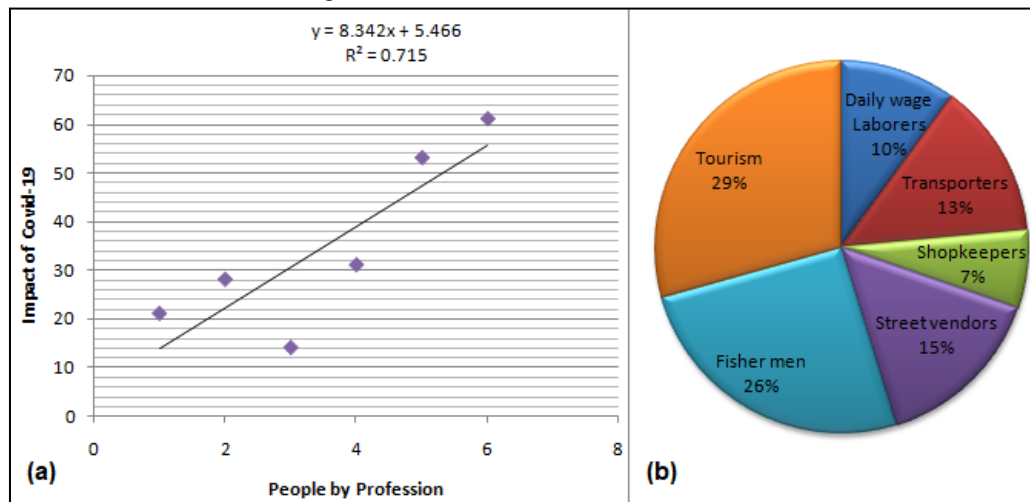 y = 8.342x + 5.466
R² = 0.715
70
60
50
40
30
20
10
0
0 2 4 6 8
Impact of Covid-19
People by Profession
(a)
Daily wage
Laborers
10%
Transporters
13%
Shopkeepers
7%
Street vendors
15%
Fisher men
26%
Tourism
29%
(b)